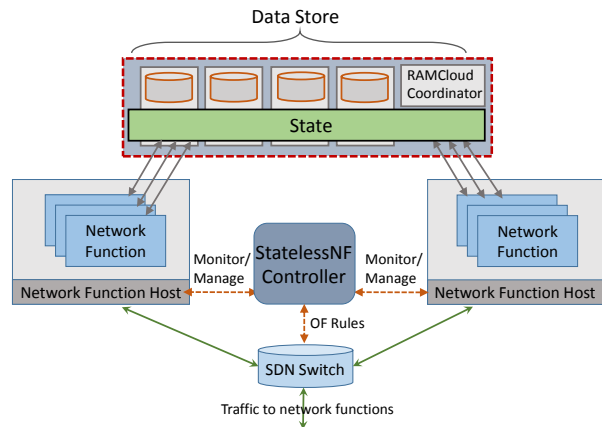 Data Store
RAMCloud
Coordinator
State
Network
Function
Network Function Host
Monitor/
Manage
StatelessNF
Controller
Monitor/
Manage
Network
Function
Network Function Host
OF Rules
SDN Switch
Traffic to network functions